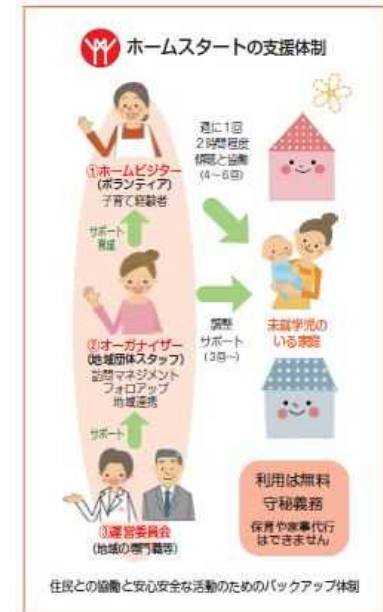 ホームスタートの支援体制
週に1回
2時間程度
傾聴と協働
(4〜6回)
①ホームビジター
(ボランティア)
子育て経験者
サポート
育成
調整
サポート
(3回〜)
未就学児の
いる家庭
②オーガナイザー
(地域団体スタッフ)
訪問マネジメント
フォロアップ
地域連携
サポート
③運営委員会
(地域の専門職等)
利用は無料
守秘義務
保育や家事代行
はできません
住民との協働と安心安全な活動のためのバックアップ体制